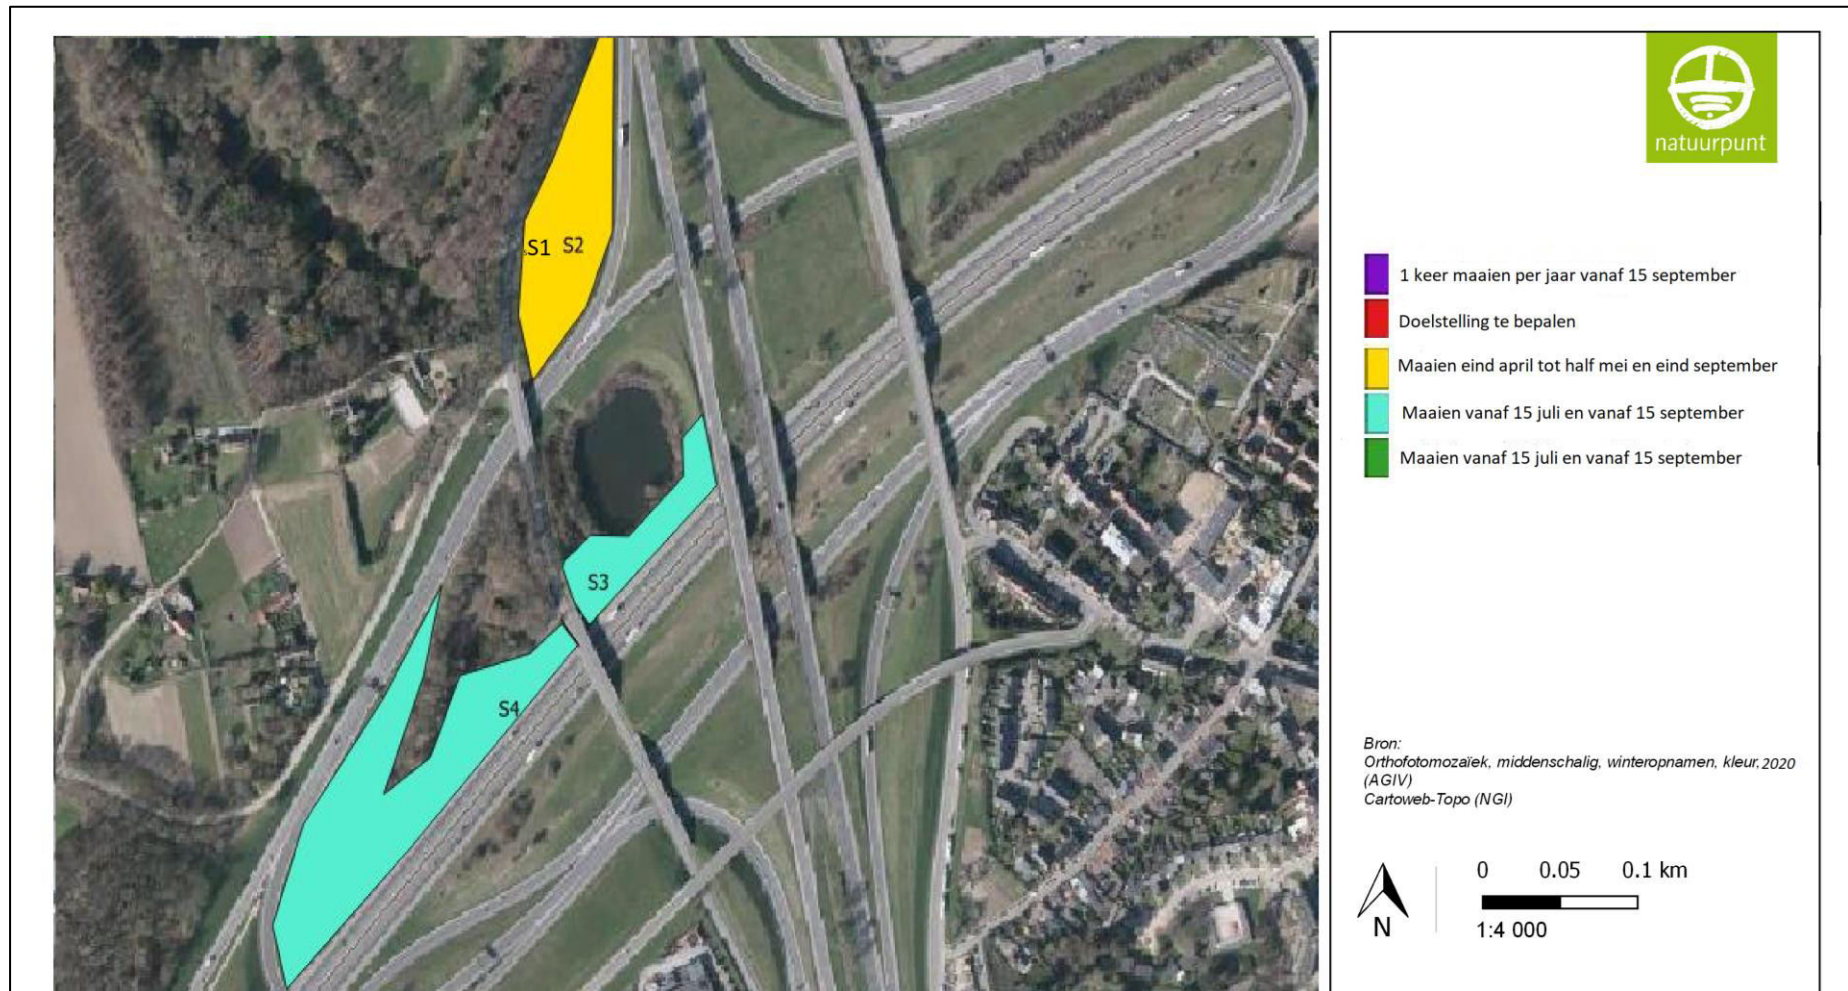 natuurpunt
S1 S2
S3
S4
1 keer maaien per jaar vanaf 15 september
Doelstelling te bepalen
Maaien eind april tot half mei en eind september
Maaien vanaf 15 juli en vanaf 15 september
Maaien vanaf 15 juli en vanaf 15 september
Bron:
Orthofotomozaïek, middenschalig, winteropnamen, kleur, 2020
(AGIV)
Cartoweb-Topo (NGI)
0 0.05 0.1 km
N
1:4 000